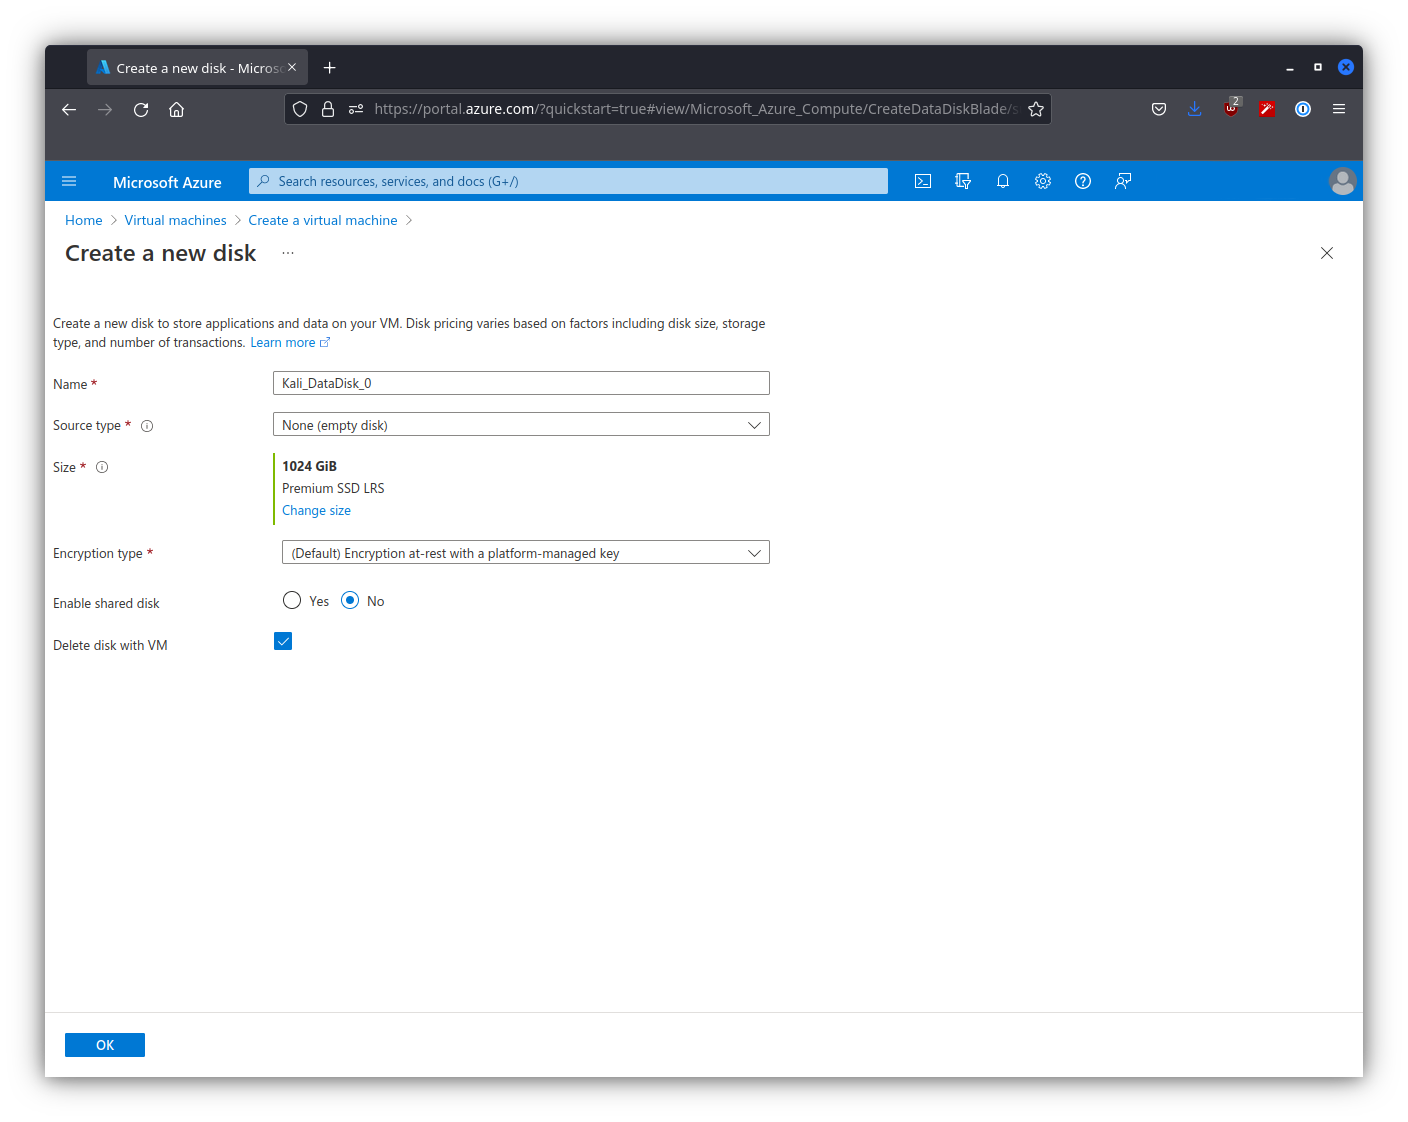 Create a new disk - Micros
https://portal.azure.com/?quickstart=true#view/Microsoft_Azure_Compute/CreateDataDiskBlade/s
2
Microsoft Azure
Search resources, services, and docs (G+/)
Home > Virtual machines > Create a virtual machine >
Create a new disk ...
Create a new disk to store applications and data on your VM. Disk pricing varies based on factors including disk size, storage
type, and number of transactions. Learn more
Name *
Kali_DataDisk_0
Source type *
None (empty disk)
Size *
1024 GiB
Premium SSD LRS
Change size
Encryption type *
(Default) Encryption at-rest with a platform-managed key
Enable shared disk
Yes No
Delete disk with VM
OK